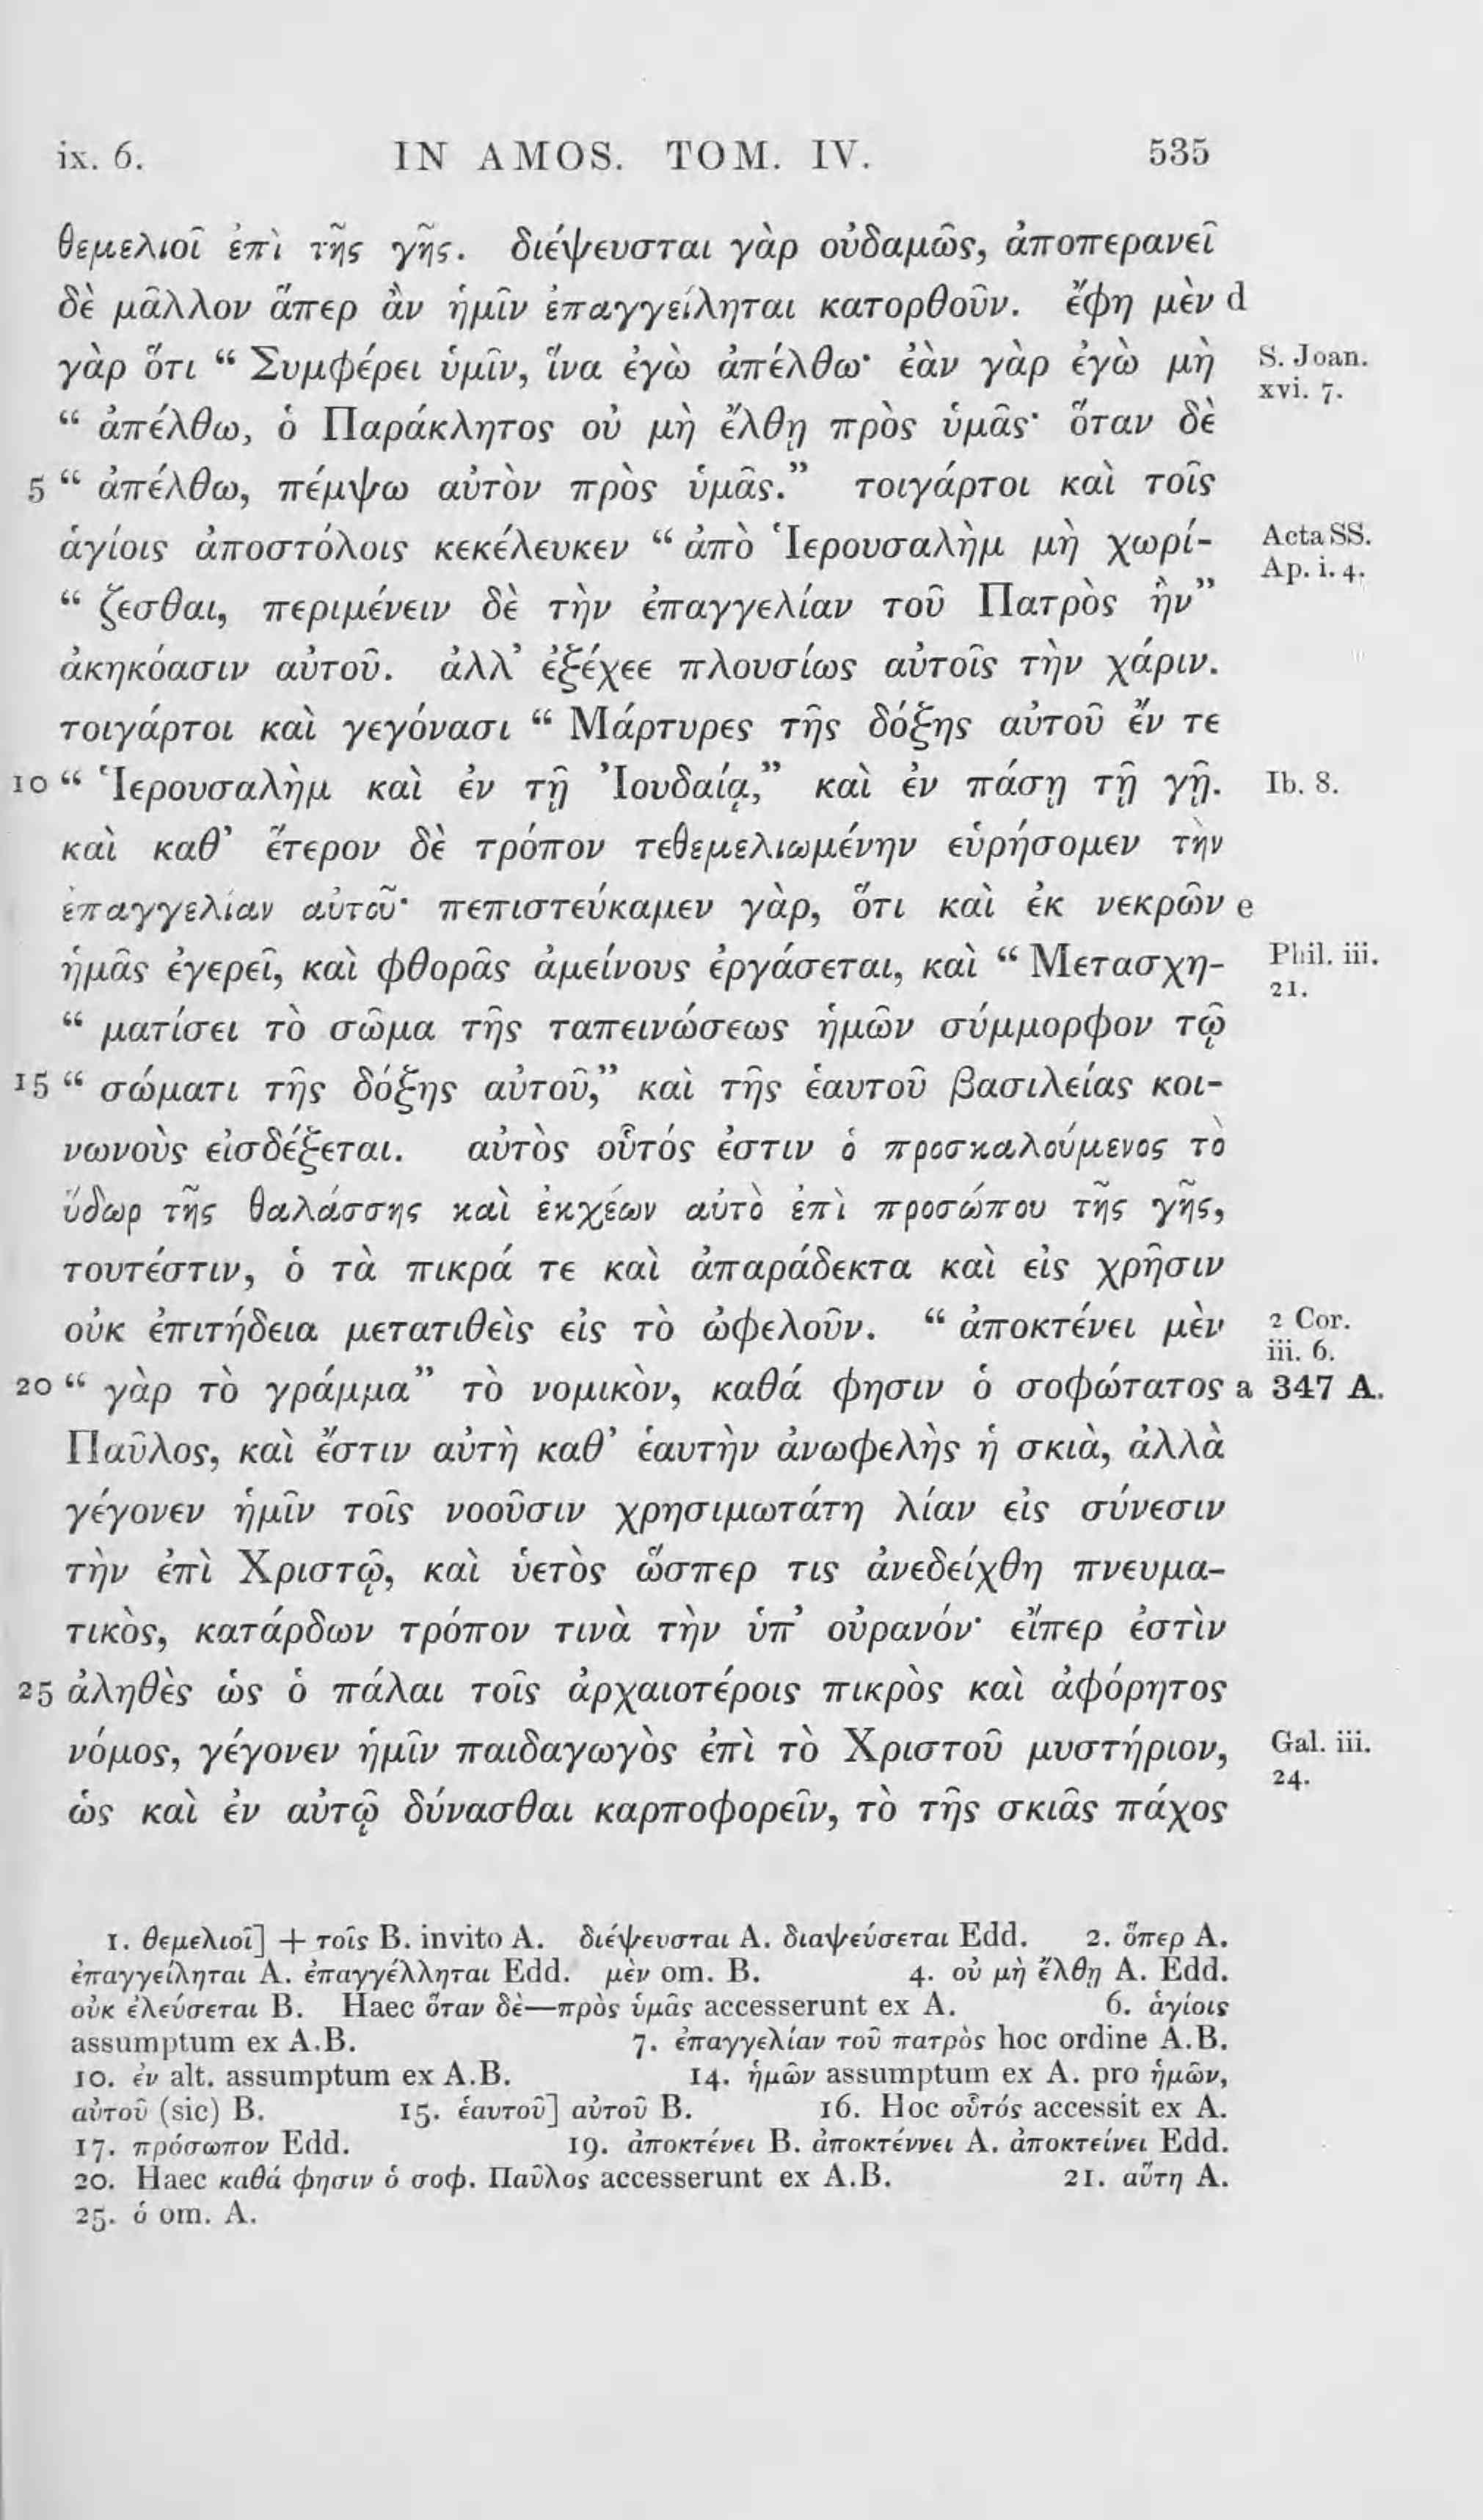 ix. 6. IN AMOS. TOM. IV. 535
θεμελιοῖ ἐπὶ τῆς γῆς. διέψευσται γὰρ οὐδαμῶς, ἀποπερανεῖ
δὲ μᾶλλον ἅπερ ἂν ἡμῖν ἐπαγγείληται κατορθοῦν. ἔφη μὲν d
γὰρ ὅτι “ Συμφέρει ὑμῖν, ἵνα ἐγὼ ἀπέλθω· ἐὰν γὰρ ἐγὼ μὴ S. Joan.
xvi. 7.
“ ἀπέλθω, ὁ Παράκλητος οὐ μὴ ἔλθῃ πρὸς ὑμᾶς· ὅταν δὲ
5 “ ἀπέλθω, πέμψω αὐτὸν πρὸς ὑμᾶς.” τοιγάρτοι καὶ τοῖς
ἁγίοις ἀποστόλοις κεκέλευκεν “ ἀπὸ Ἱερουσαλὴμ μὴ χωρί- Acta SS.
Ap. i. 4.
“ ζεσθαι, περιμένειν δὲ τὴν ἐπαγγελίαν τοῦ Πατρὸς ἣν”
ἀκηκόασιν αὐτοῦ. ἀλλ’ ἐξέχεε πλουσίως αὐτοῖς τὴν χάριν.
τοιγάρτοι καὶ γεγόνασι “ Μάρτυρες τῆς δόξης αὐτοῦ ἔν τε
10 “ Ἱερουσαλὴμ καὶ ἐν τῇ Ἰουδαίᾳ,” καὶ ἐν πάσῃ τῇ γῇ. Ib. 8.
καὶ καθ’ ἕτερον δὲ τρόπον τεθεμελιωμένην εὑρήσομεν τὴν
ἐπαγγελίαν αὐτοῦ· πεπιστεύκαμεν γὰρ, ὅτι καὶ ἐκ νεκρῶν e
ἡμᾶς ἐγερεῖ, καὶ φθορᾶς ἀμείνους ἐργάσεται, καὶ “ Μετασχη- Phil. iii.
21.
“ ματίσει τὸ σῶμα τῆς ταπεινώσεως ἡμῶν σύμμορφον τῷ
15 “ σώματι τῆς δόξης αὐτοῦ,” καὶ τῆς ἑαυτοῦ βασιλείας κοι-
νωνοὺς εἰσδέξεται. αὐτὸς οὗτός ἐστιν ὁ προσκαλούμενος τὸ
ὕδωρ τῆς θαλάσσης καὶ ἐκχέων αὐτὸ ἐπὶ προσώπου τῆς γῆς,
τουτέστιν, ὁ τὰ πικρά τε καὶ ἀπαράδεκτα καὶ εἰς χρῆσιν
οὐκ ἐπιτήδεια μετατιθεὶς εἰς τὸ ὠφελοῦν. “ ἀποκτένει μὲν 2 Cor.
iii. 6.
20 “ γὰρ τὸ γράμμα” τὸ νομικὸν, καθά φησιν ὁ σοφώτατος a 347 A.
Παῦλος, καὶ ἔστιν αὐτὴ καθ’ ἑαυτὴν ἀνωφελὴς ἡ σκιὰ, ἀλλὰ
γέγονεν ἡμῖν τοῖς νοοῦσιν χρησιμωτάτη λίαν εἰς σύνεσιν
τὴν ἐπὶ Χριστῷ, καὶ ὑετὸς ὥσπερ τις ἀνεδείχθη πνευμα-
τικὸς, κατάρδων τρόπον τινὰ τὴν ὑπ’ οὐρανόν· εἴπερ ἐστὶν
25 ἀληθὲς ὡς ὁ πάλαι τοῖς ἀρχαιοτέροις πικρὸς καὶ ἀφόρητος
νόμος, γέγονεν ἡμῖν παιδαγωγὸς ἐπὶ τὸ Χριστοῦ μυστήριον, Gal. iii.
24.
ὡς καὶ ἐν αὐτῷ δύνασθαι καρποφορεῖν, τὸ τῆς σκιᾶς πάχος
1. θεμελιοῖ] + τοῖς B. invito A. διέψευσται A. διαψεύσεται Edd. 2. ὅπερ A.
ἐπαγγείληται A. ἐπαγγέλληται Edd. μὲν om. B. 4. οὐ μὴ ἔλθῃ A. Edd.
οὐκ ἐλεύσεται B. Haec ὅταν δὲ—πρὸς ὑμᾶς accesserunt ex A. 6. ἁγίοις
assumptum ex A.B. 7. ἐπαγγελίαν τοῦ πατρὸς hoc ordine A.B.
10. ἐν alt. assumptum ex A.B. 14. ἡμῶν assumptum ex A. pro ἡμῶν,
αὐτοῦ (sic) B. 15. ἑαυτοῦ] αὐτοῦ B. 16. Hoc οὗτός accessit ex A.
17. πρόσωπον Edd. 19. ἀποκτένει B. ἀποκτέννει A. ἀποκτείνει Edd.
20. Haec καθά φησιν ὁ σοφ. Παῦλος accesserunt ex A.B. 21. αὕτη A.
25. ὁ om. A.